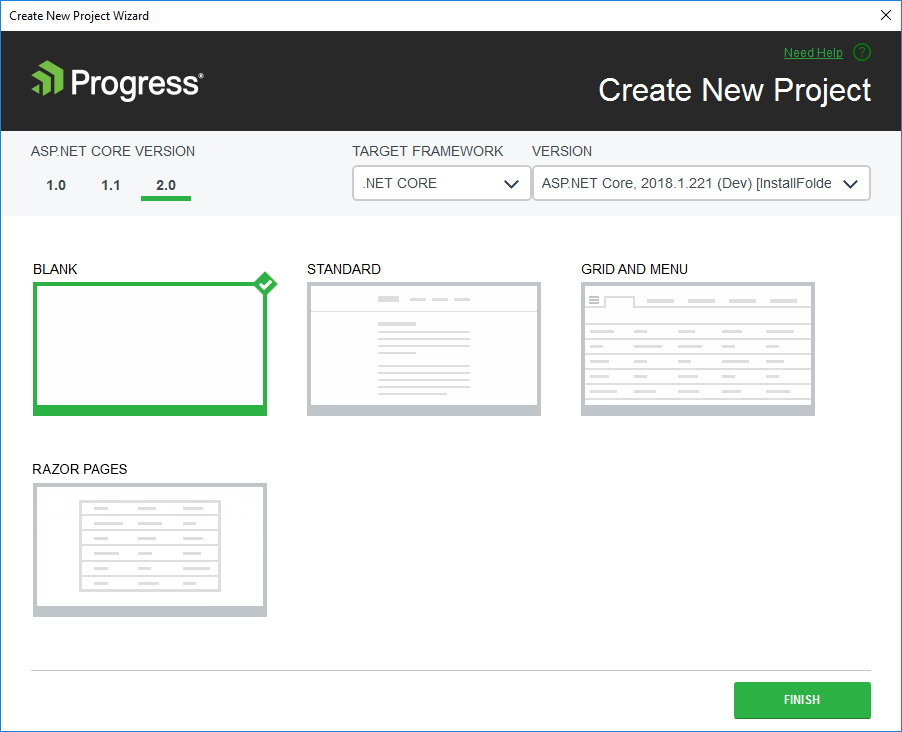 Create New Project Wizard
Need Help ?
Progress®
Create New Project
ASP.NET CORE VERSION
TARGET FRAMEWORK
VERSION
1.0 1.1 2.0
.NET CORE
ASP.NET Core, 2018.1.221 (Dev) [InstallFolde
BLANK
STANDARD
GRID AND MENU
RAZOR PAGES
FINISH